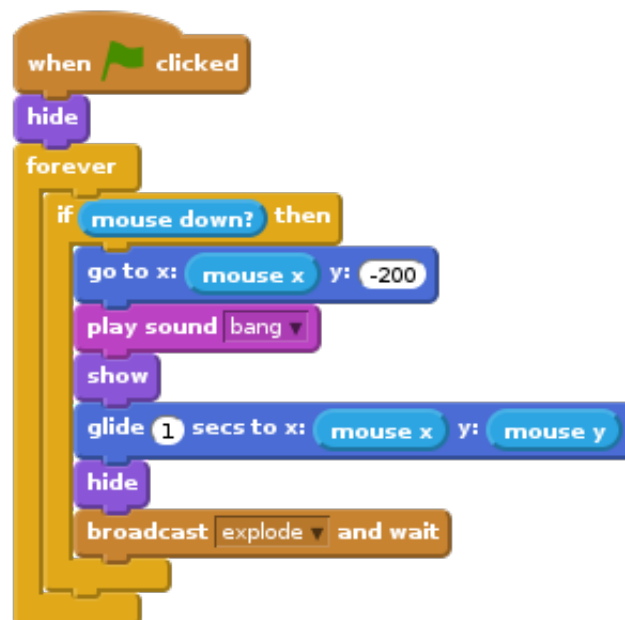 when clicked
hide
forever
if mouse down? then
go to x: mouse x y: -200
play sound bang
show
glide 1 secs to x: mouse x y: mouse y
hide
broadcast explode and wait